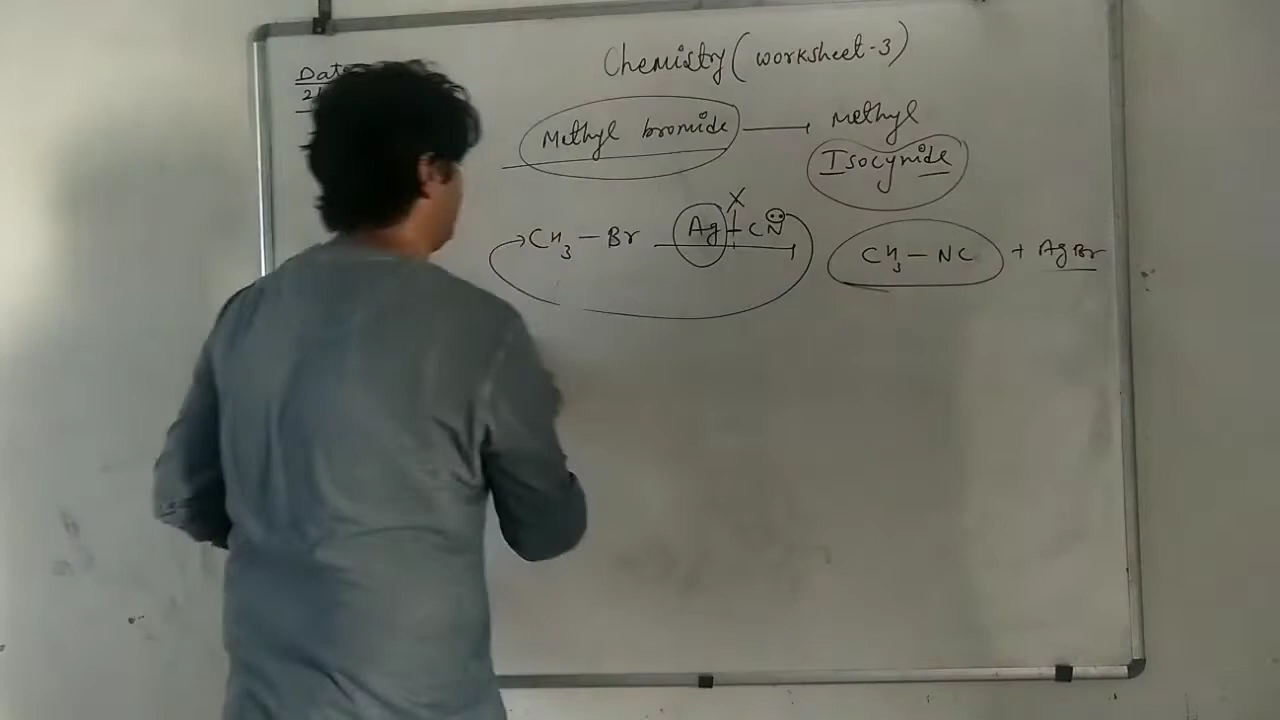 Chemistry (worksheet-3)
Methyl bromide → Methyl
Isocynide
CH3 – Br Ag + CN CH3 – NC + AgBr
X